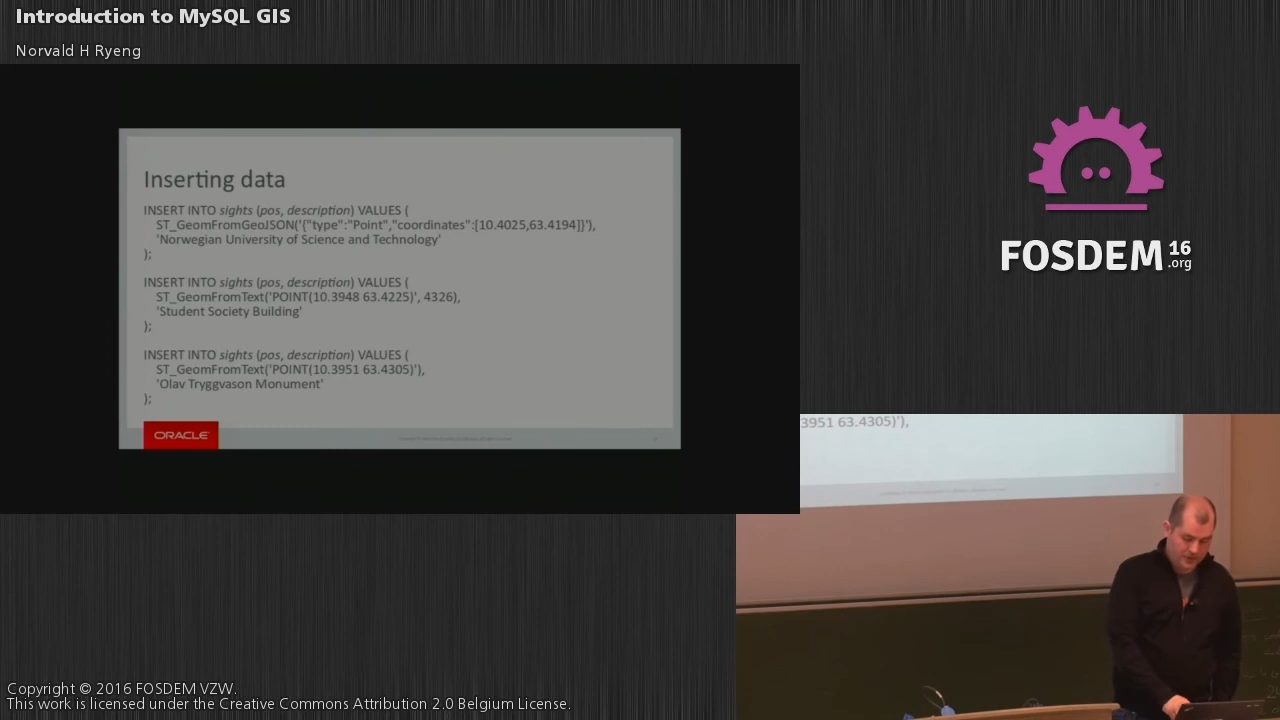 Introduction to MySQL GIS
Norvald H Ryeng
Inserting data
INSERT INTO sights (pos, description) VALUES (
ST_GeomFromGeoJSON('{"type":"Point","coordinates":[10.4025,63.4194]}'),
'Norwegian University of Science and Technology'
);
INSERT INTO sights (pos, description) VALUES (
ST_GeomFromText('POINT(10.3948 63.4225)', 4326),
'Student Society Building'
);
INSERT INTO sights (pos, description) VALUES (
ST_GeomFromText('POINT(10.3951 63.4305)'),
'Olav Tryggvason Monument'
);
ORACLE
FOSDEM 16
.org
3951 63.4305)'),
Copyright © 2016 FOSDEM VZW.
This work is licensed under the Creative Commons Attribution 2.0 Belgium License.